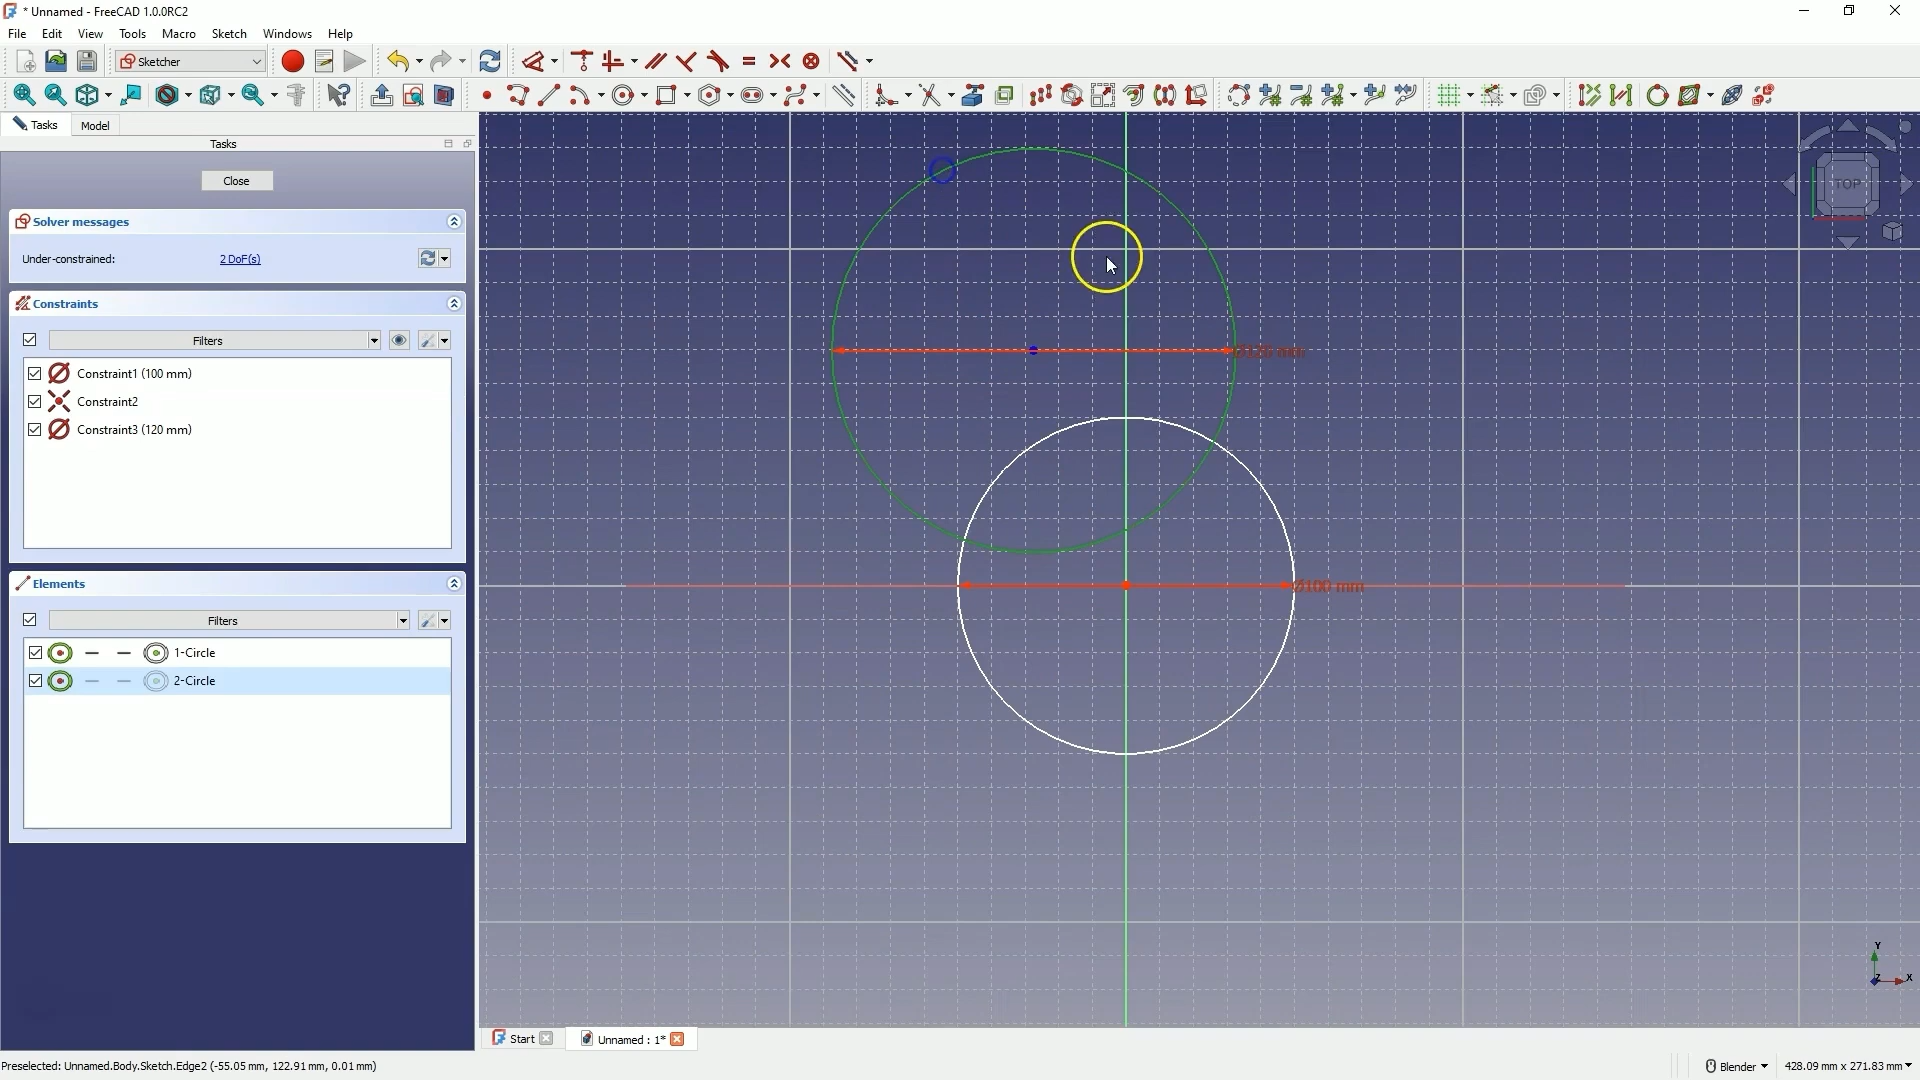 * Unnamed - FreeCAD 1.0.0RC2
File Edit View Tools Macro Sketch Windows Help
Sketcher
Tasks Model
Tasks
Close
Solver messages
Under-constrained: 2 DoF(s)
Constraints
Filters
Constraint1 (100 mm)
Constraint2
Constraint3 (120 mm)
Elements
Filters
1-Circle
2-Circle
TOP
Ø120 mm
Ø100 mm
Y
Z X
Start Unnamed : 1*
Preselected: Unnamed.Body.Sketch.Edge2 (-55.05 mm, 122.91 mm, 0.01 mm)
Blender 428.09 mm x 271.83 mm